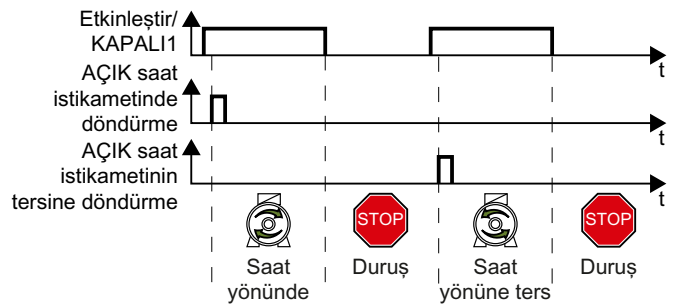 Etkinleştir/
KAPALI1
t
AÇIK saat
istikametinde
döndürme
t
AÇIK saat
istikametinin
tersine döndürme
t
STOP
STOP
Saat
yönünde
Duruş
Saat
yönüne ters
Duruş